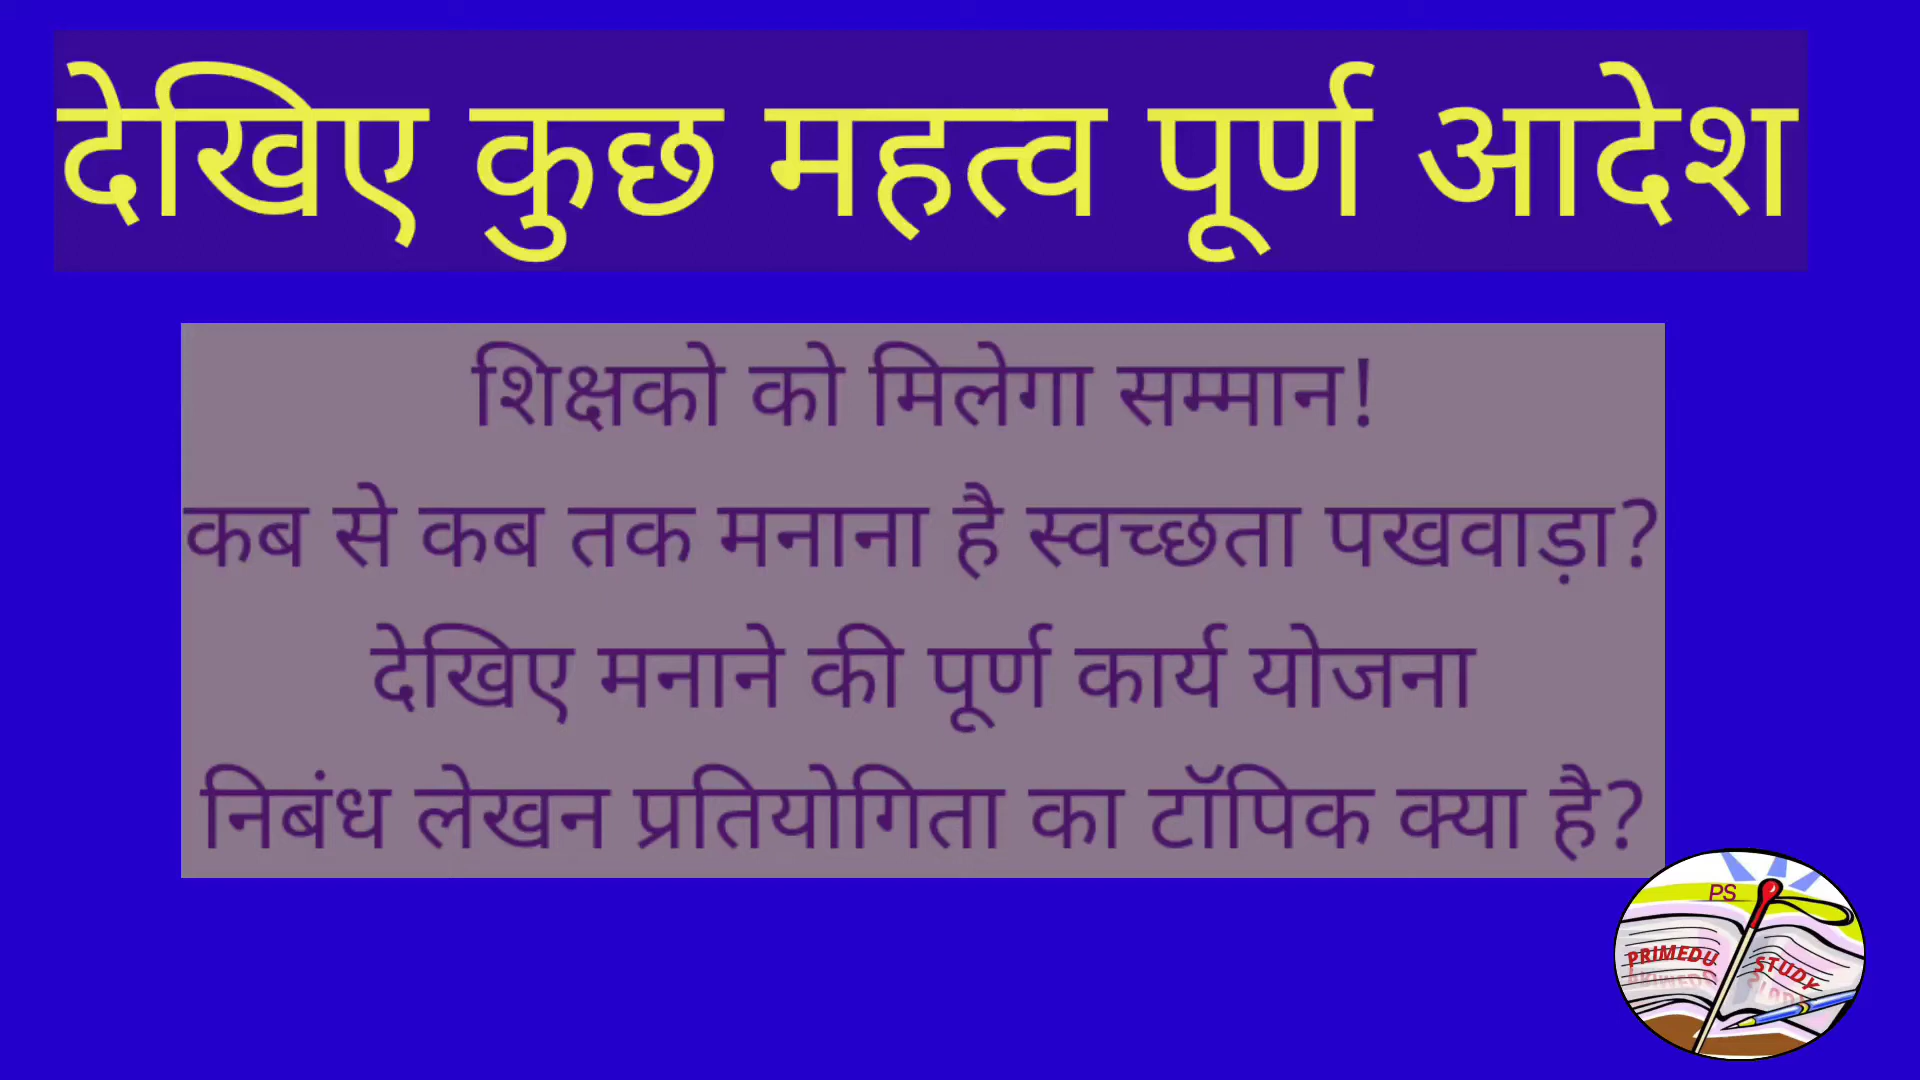 देखिए कुछ महत्व पूर्ण आदेश
शिक्षको को मिलेगा सम्मान!
कब से कब तक मनाना है स्वच्छता पखवाड़ा?
देखिए मनाने की पूर्ण कार्य योजना
निबंध लेखन प्रतियोगिता का टॉपिक क्या है?
PS
PRIMEDU STUDY